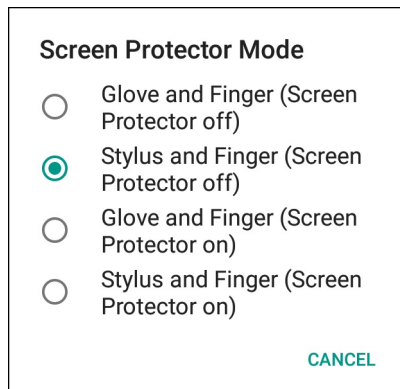 Screen Protector Mode
Glove and Finger (Screen
Protector off)
Stylus and Finger (Screen
Protector off)
Glove and Finger (Screen
Protector on)
Stylus and Finger (Screen
Protector on)
CANCEL